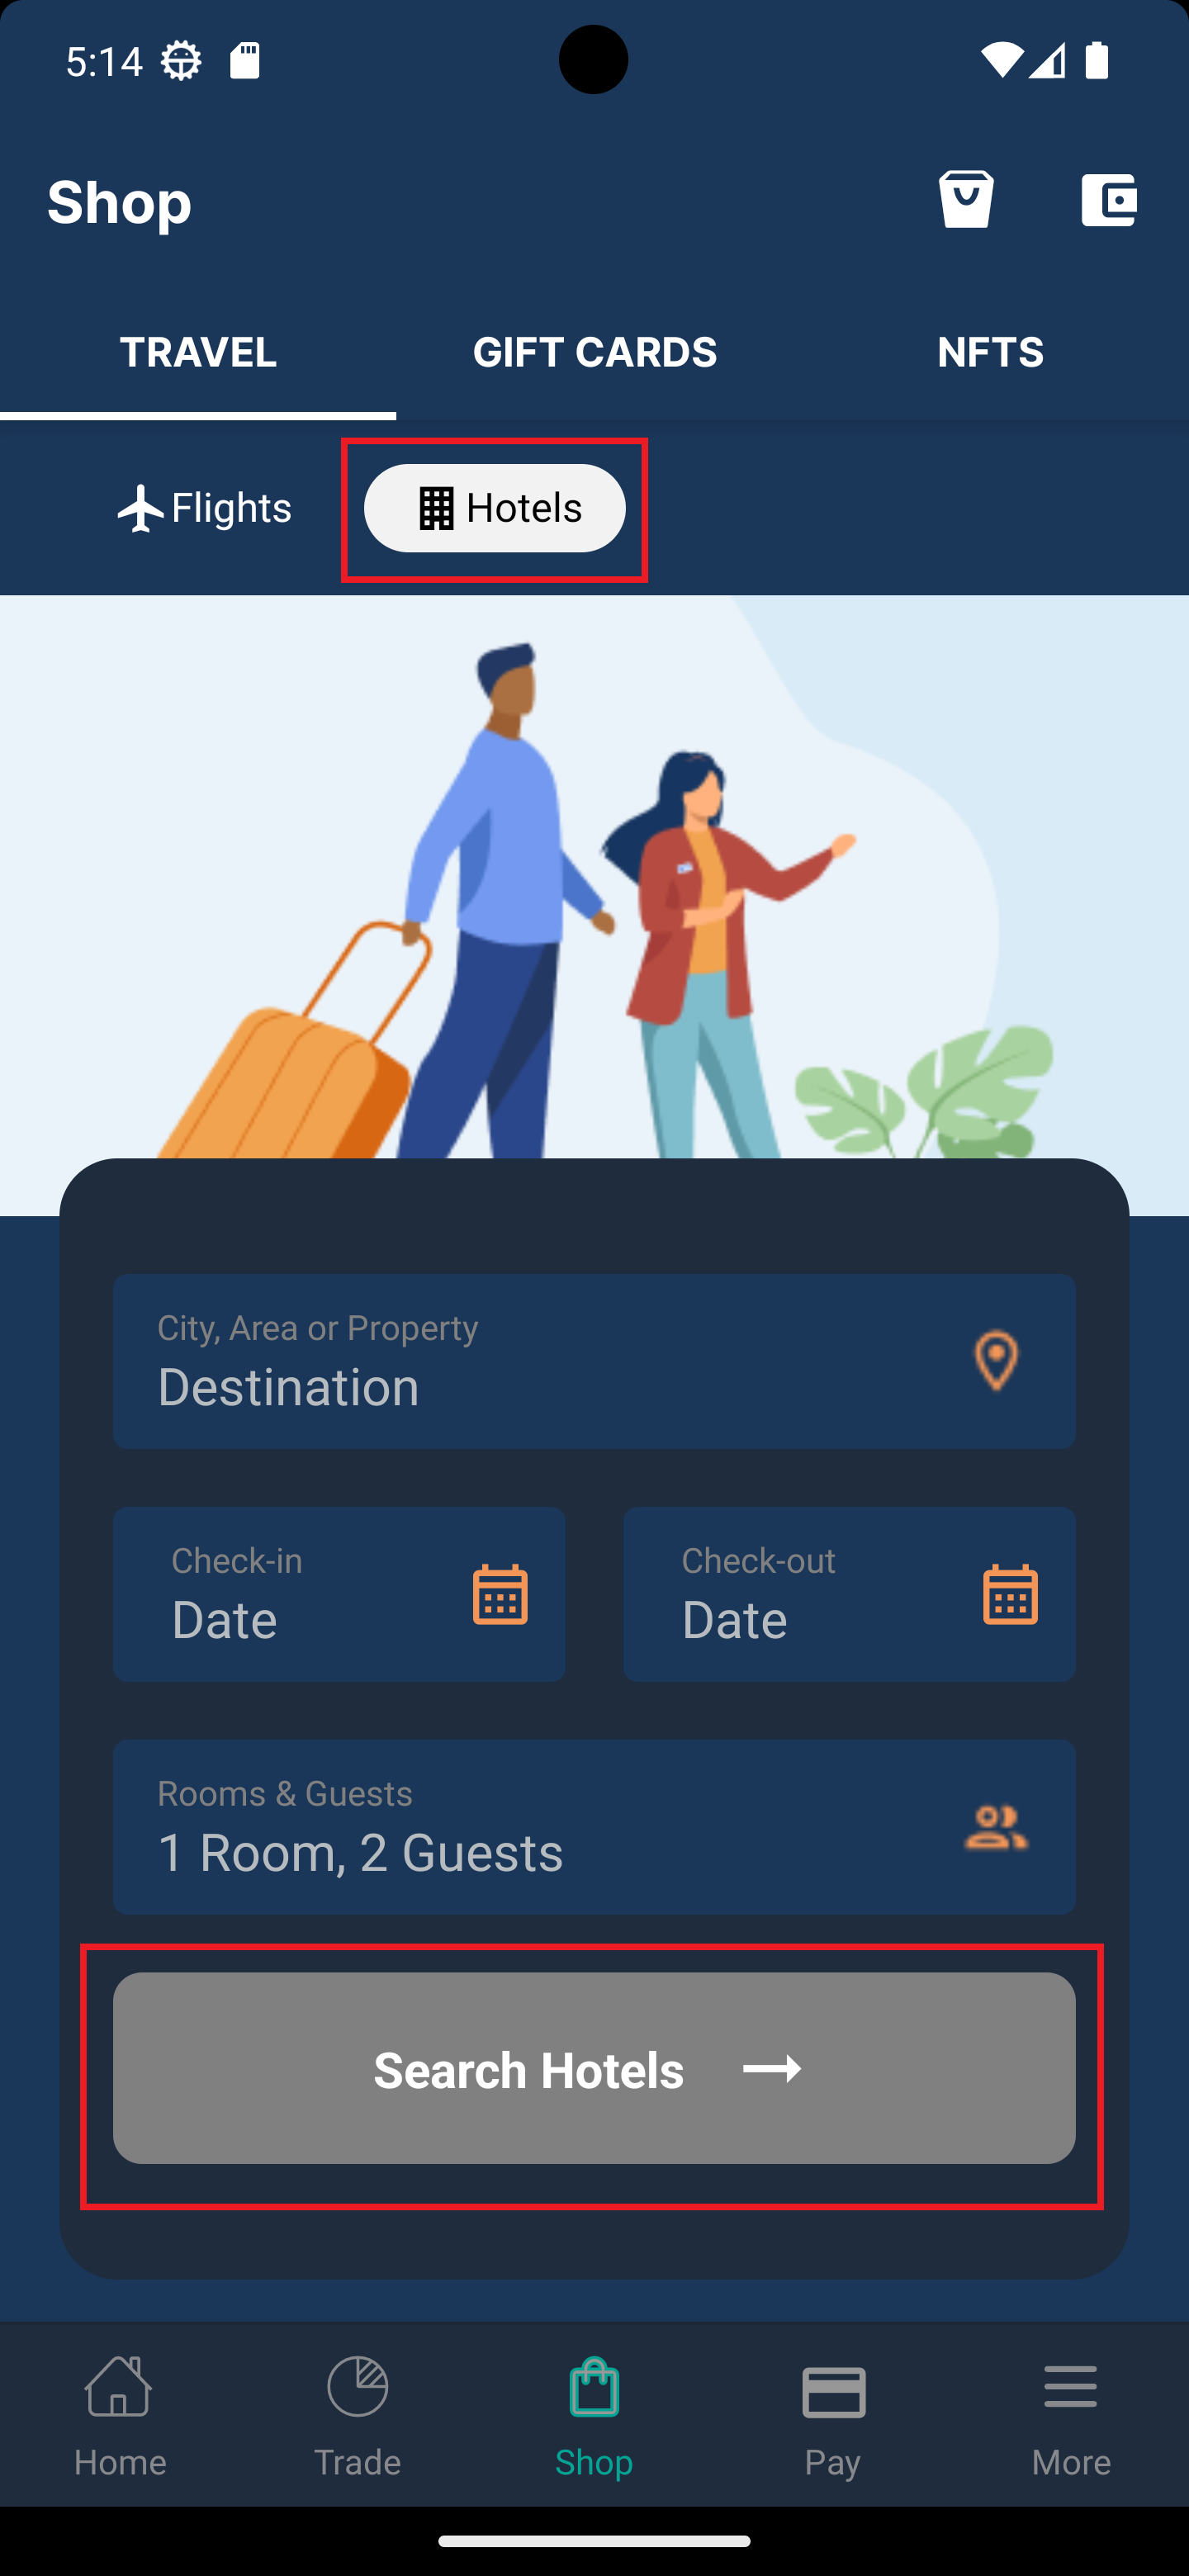 5:14
Shop
TRAVEL GIFT CARDS NFTS
Flights Hotels
City, Area or Property
Destination
Check-in Check-out
Date Date
Rooms & Guests
1 Room, 2 Guests
Search Hotels
Home Trade Shop Pay More